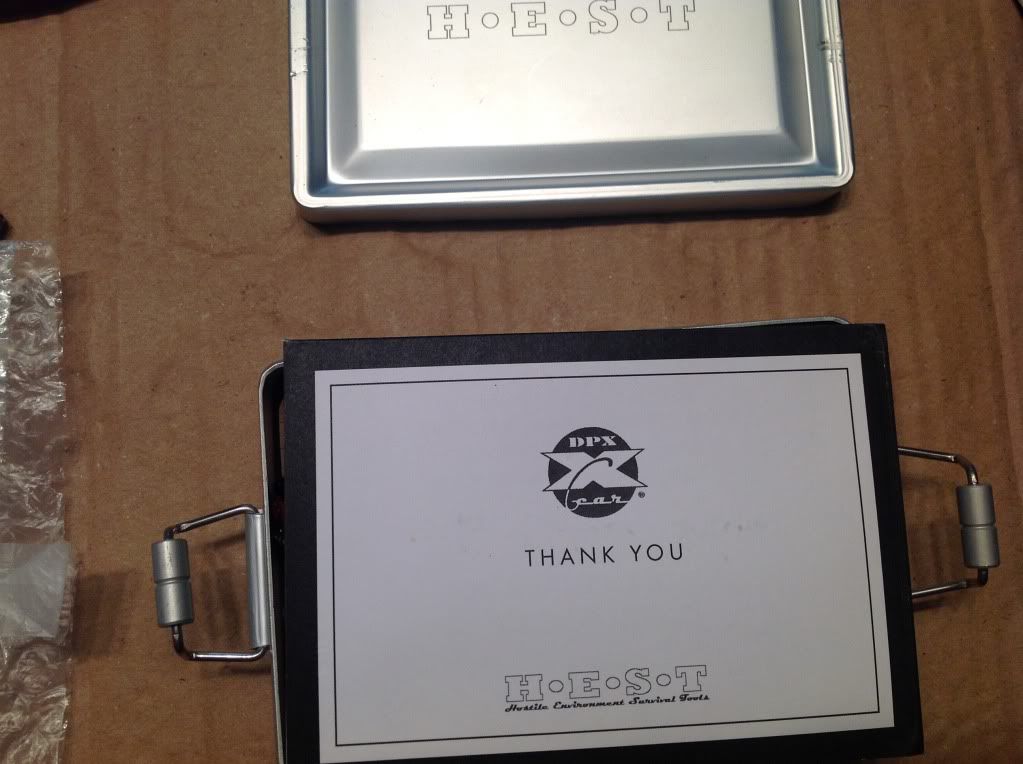 H•E•S•T
DPX
Gear®
THANK YOU
H•E•S•T
Hostile Environment Survival Tools